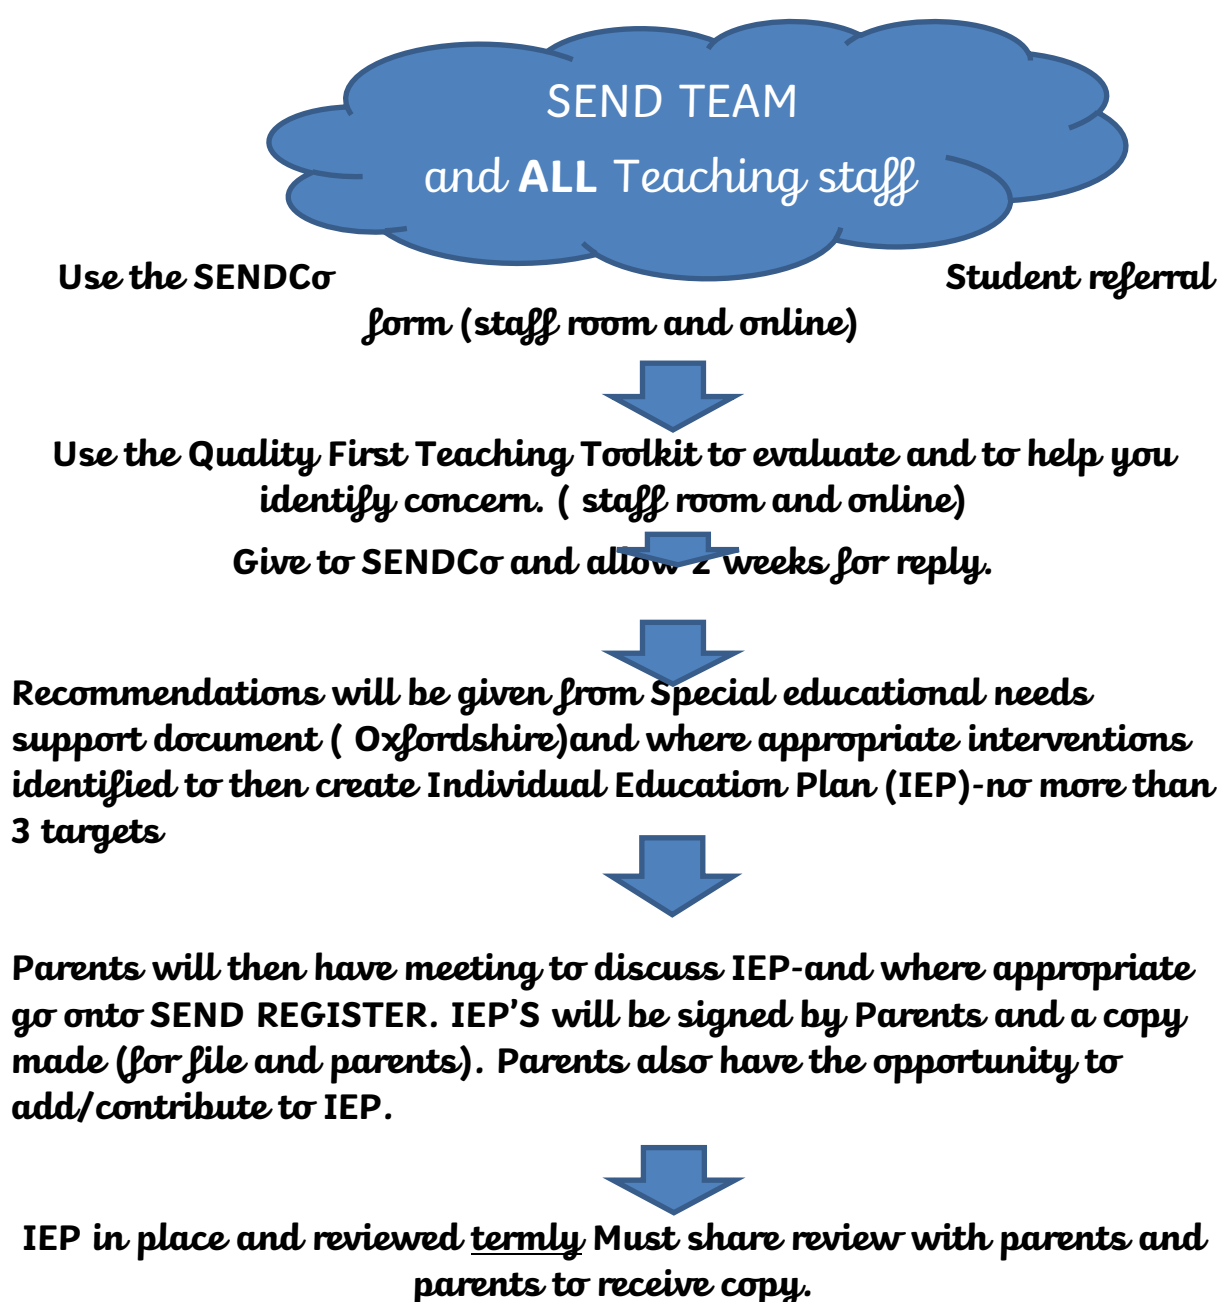 SEND TEAM
and ALL Teaching staff
Use the SENDCo Student referral
form (staff room and online)
Use the Quality First Teaching Toolkit to evaluate and to help you
identify concern. ( staff room and online)
Give to SENDCo and allow 2 weeks for reply.
Recommendations will be given from Special educational needs
support document ( Oxfordshire)and where appropriate interventions
identified to then create Individual Education Plan (IEP)-no more than
3 targets
Parents will then have meeting to discuss IEP-and where appropriate
go onto SEND REGISTER. IEP’S will be signed by Parents and a copy
made (for file and parents). Parents also have the opportunity to
add/contribute to IEP.
IEP in place and reviewed termly Must share review with parents and
parents to receive copy.